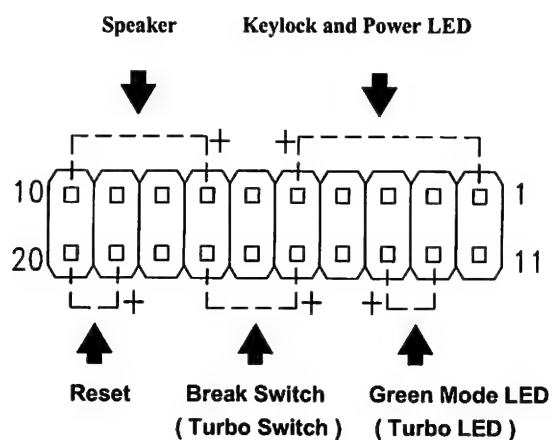 Speaker Keylock and Power LED
+ +
10 1
20 11
+ + +
Reset Break Switch Green Mode LED
( Turbo Switch ) ( Turbo LED )